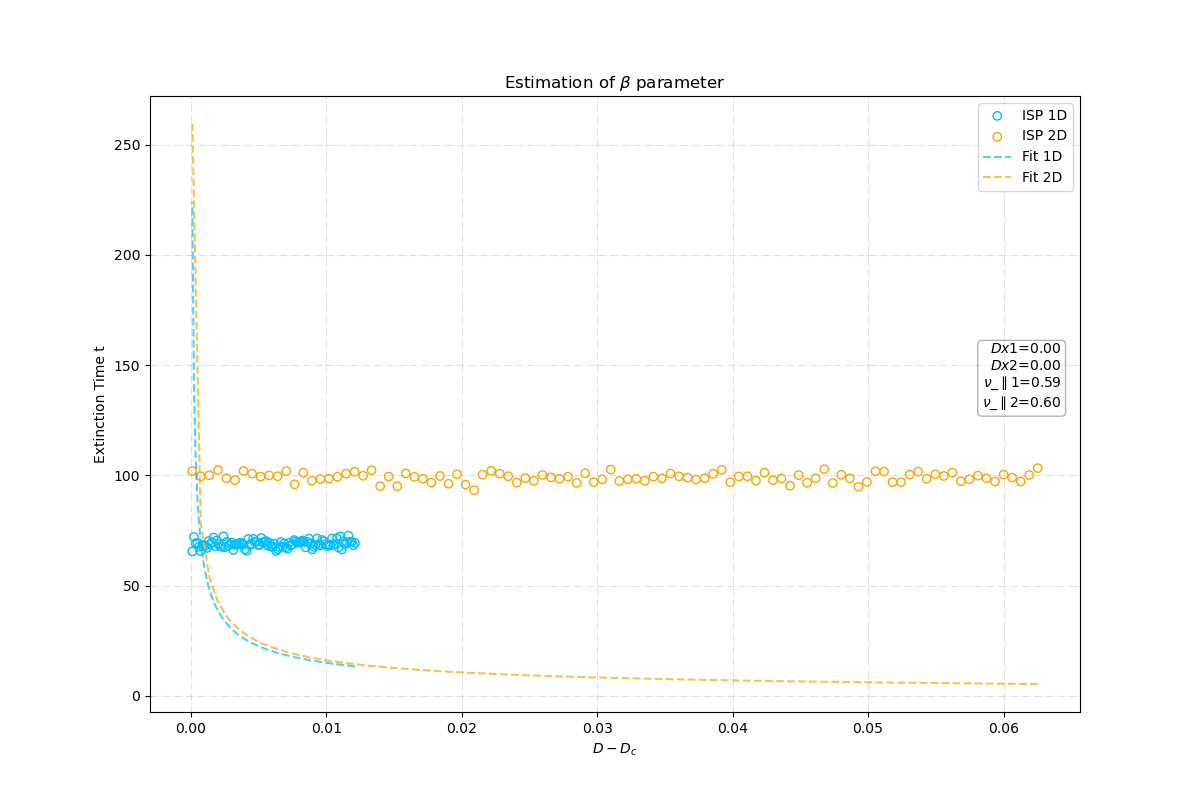 Estimation of β parameter
ISP 1D
ISP 2D
Fit 1D
Fit 2D
250
200
150
100
50
0
Extinction Time t
Dx1=0.00
Dx2=0.00
ν_∥1=0.59
ν_∥2=0.60
0.00 0.01 0.02 0.03 0.04 0.05 0.06
D − D_c